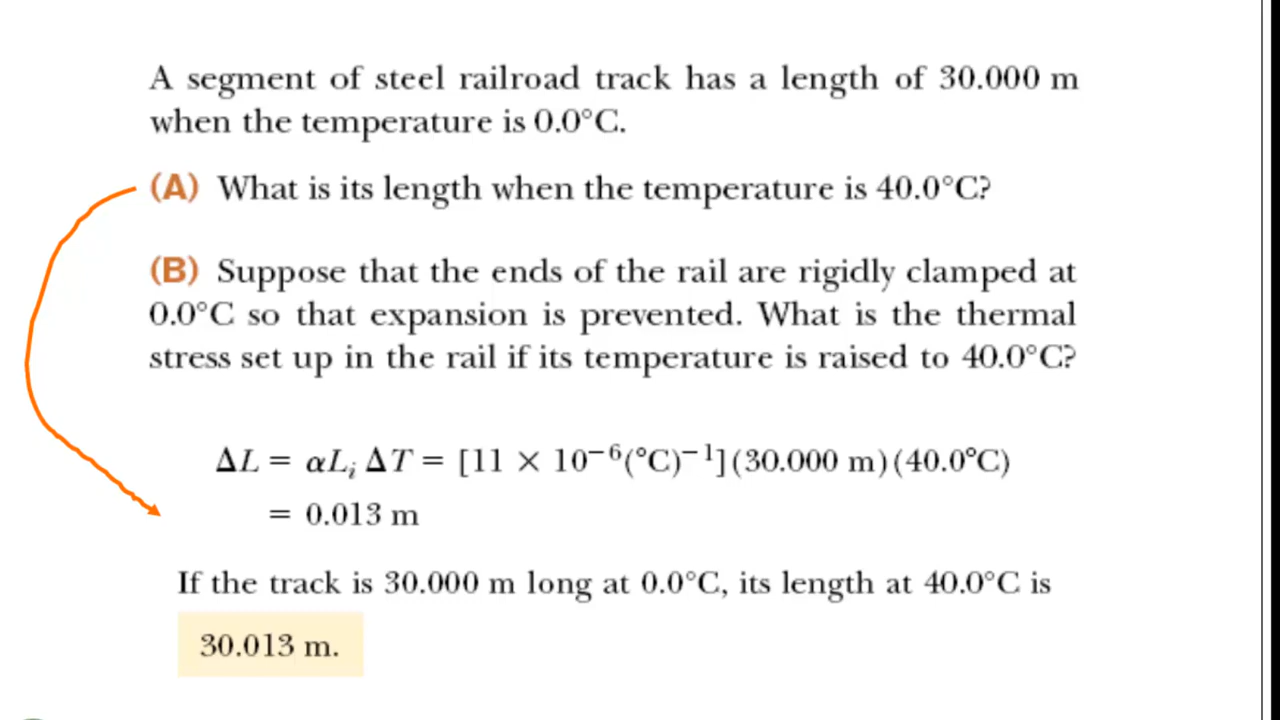 A segment of steel railroad track has a length of 30.000 m
when the temperature is 0.0°C.
(A) What is its length when the temperature is 40.0°C?
(B) Suppose that the ends of the rail are rigidly clamped at
0.0°C so that expansion is prevented. What is the thermal
stress set up in the rail if its temperature is raised to 40.0°C?
ΔL = αLᵢ ΔT = [11 × 10⁻⁶(°C)⁻¹](30.000 m)(40.0°C)
= 0.013 m
If the track is 30.000 m long at 0.0°C, its length at 40.0°C is
30.013 m.